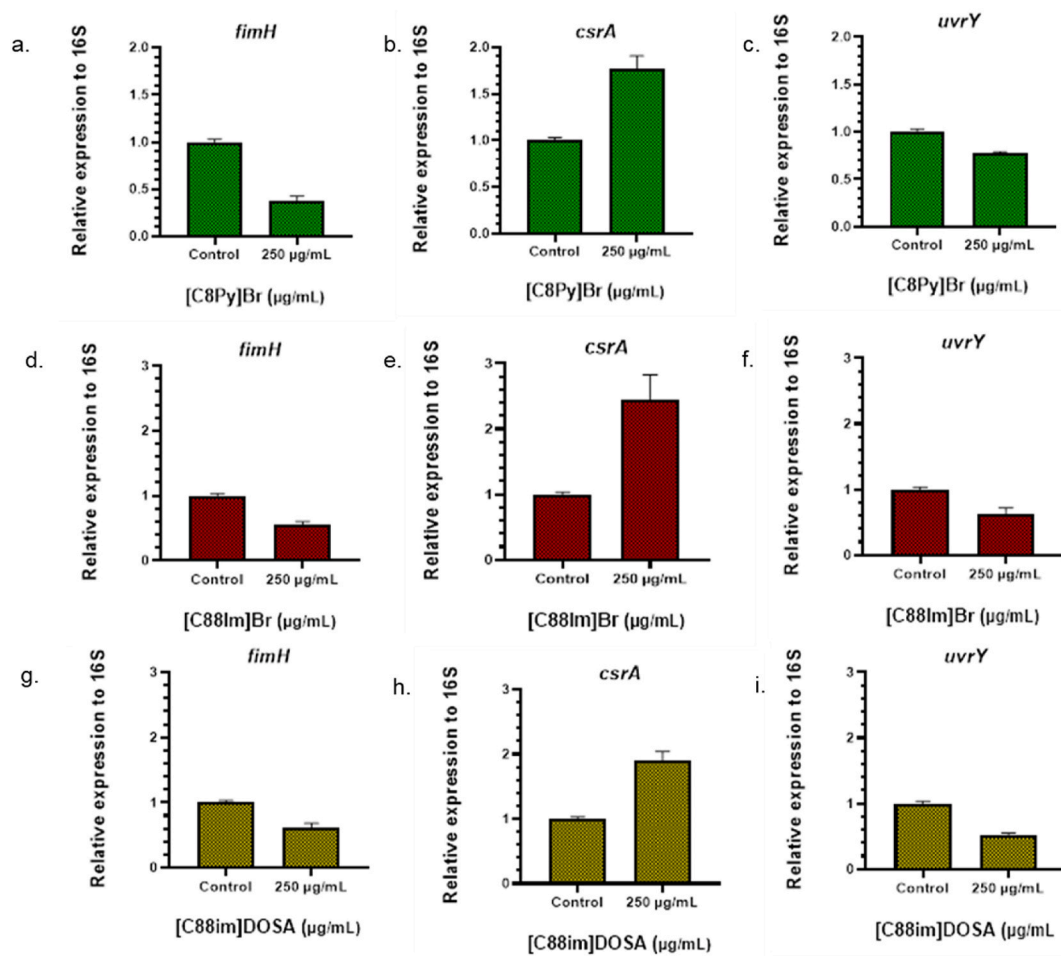 a.
fimH
Relative expression to 16S
2.0
1.5
1.0
0.5
0.0
Control 250 µg/mL
[C8Py]Br (µg/mL)
b.
csrA
Relative expression to 16S
2.0
1.5
1.0
0.5
0.0
Control 250 µg/mL
[C8Py]Br (µg/mL)
c.
uvrY
Relative expression to 16S
2.0
1.5
1.0
0.5
0.0
Control 250 µg/mL
[C8Py]Br (µg/mL)
d.
fimH
Relative expression to 16S
3
2
1
0
Control 250 µg/mL
[C88Im]Br (µg/mL)
e.
csrA
Relative expression to 16S
3
2
1
0
Control 250 µg/mL
[C88Im]Br (µg/mL)
f.
uvrY
Relative expression to 16S
3
2
1
0
Control 250 µg/mL
[C88Im]Br (µg/mL)
g.
fimH
Relative expression to 16S
3
2
1
0
Control 250 µg/mL
[C88im]DOSA (µg/mL)
h.
csrA
Relative expression to 16S
3
2
1
0
Control 250 µg/mL
[C88im]DOSA (µg/mL)
i.
uvrY
Relative expression to 16S
3
2
1
0
Control 250 µg/mL
[C88im]DOSA (µg/mL